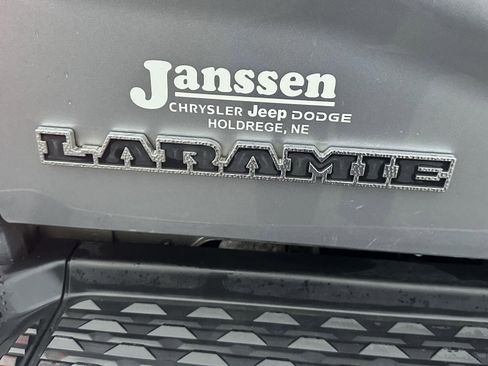 Janssen
CHRYSLER Jeep DODGE
HOLDREGE, NE
LARAMIE